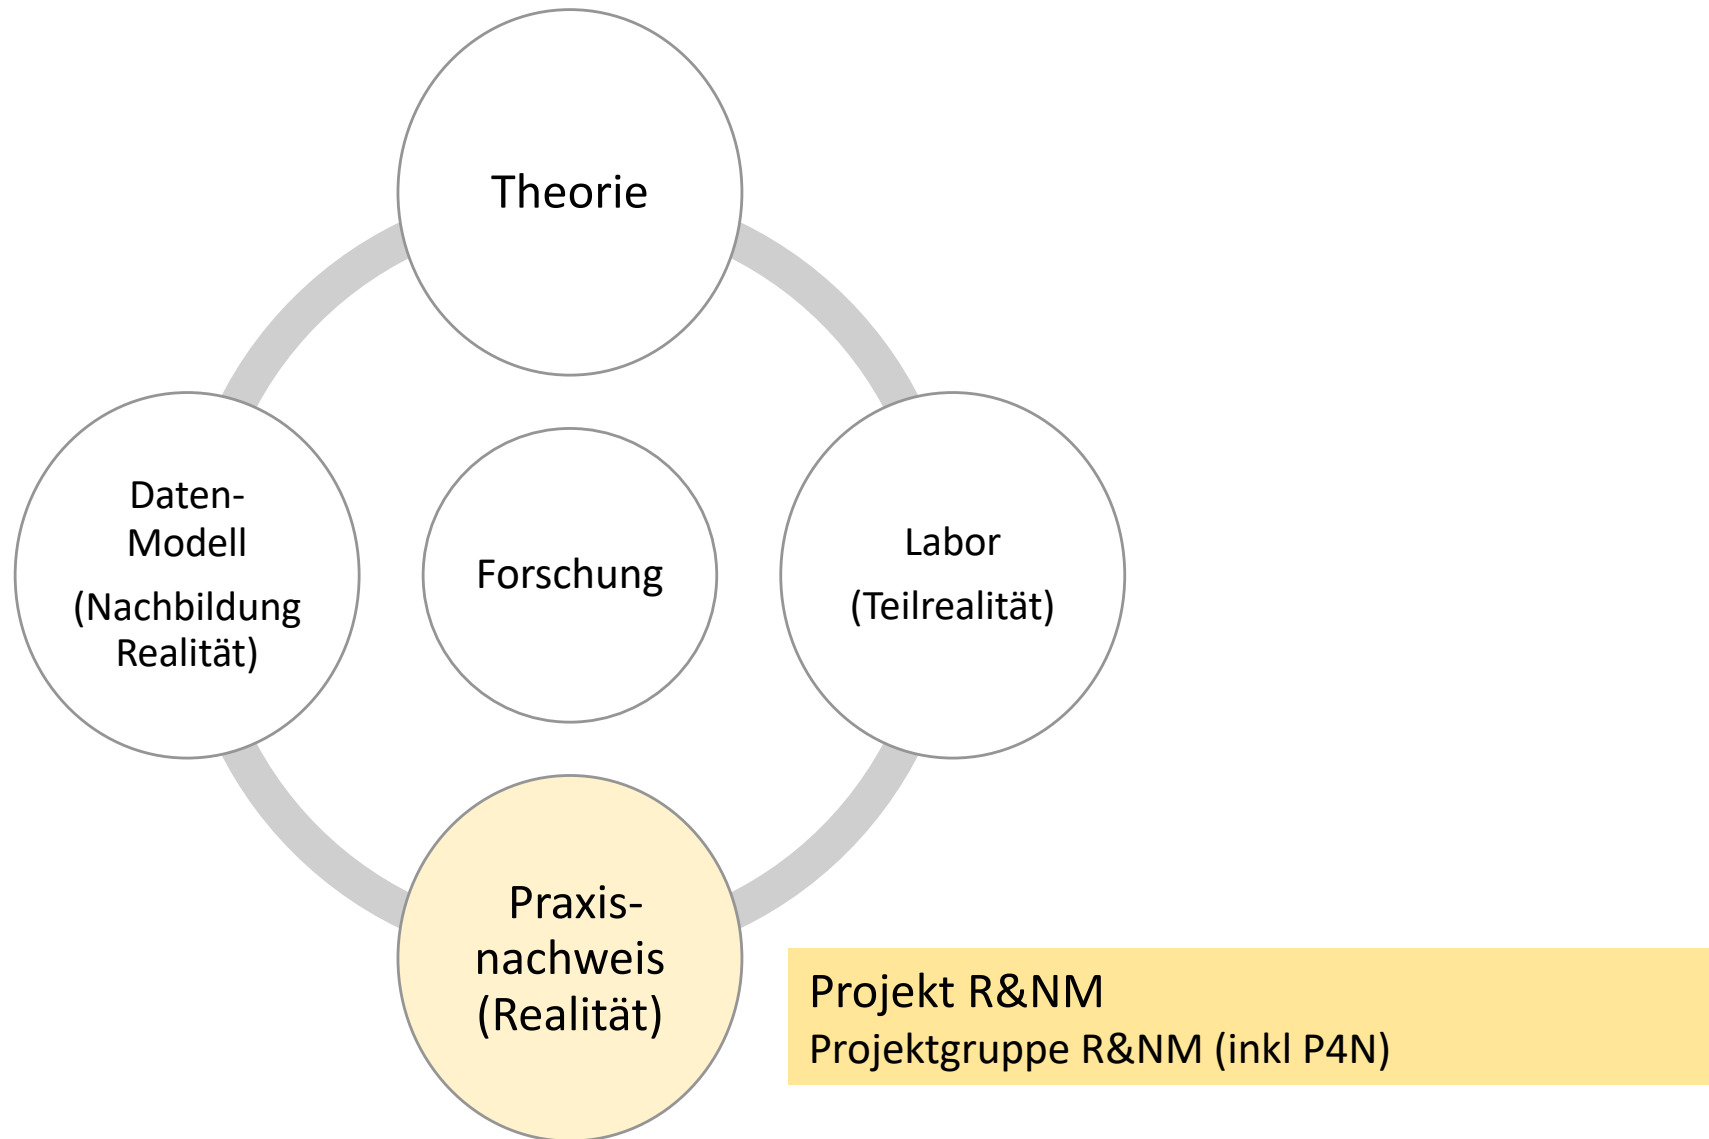 Theorie
Daten-
Modell
(Nachbildung
Realität)
Forschung
Labor
(Teilrealität)
Praxis-
nachweis
(Realität)
Projekt R&NM
Projektgruppe R&NM (inkl P4N)